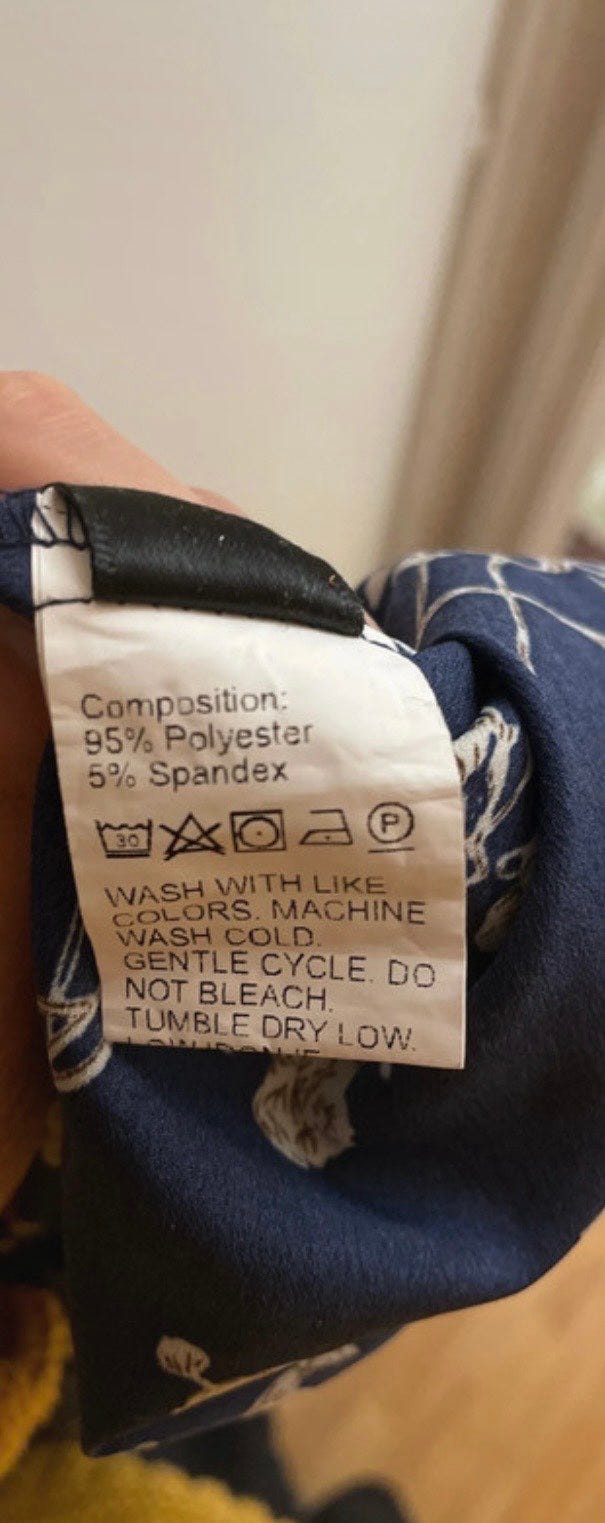 Composition:
95% Polyester
5% Spandex
30 P
WASH WITH LIKE
COLORS. MACHINE
WASH COLD.
GENTLE CYCLE. DO
NOT BLEACH.
TUMBLE DRY LOW.